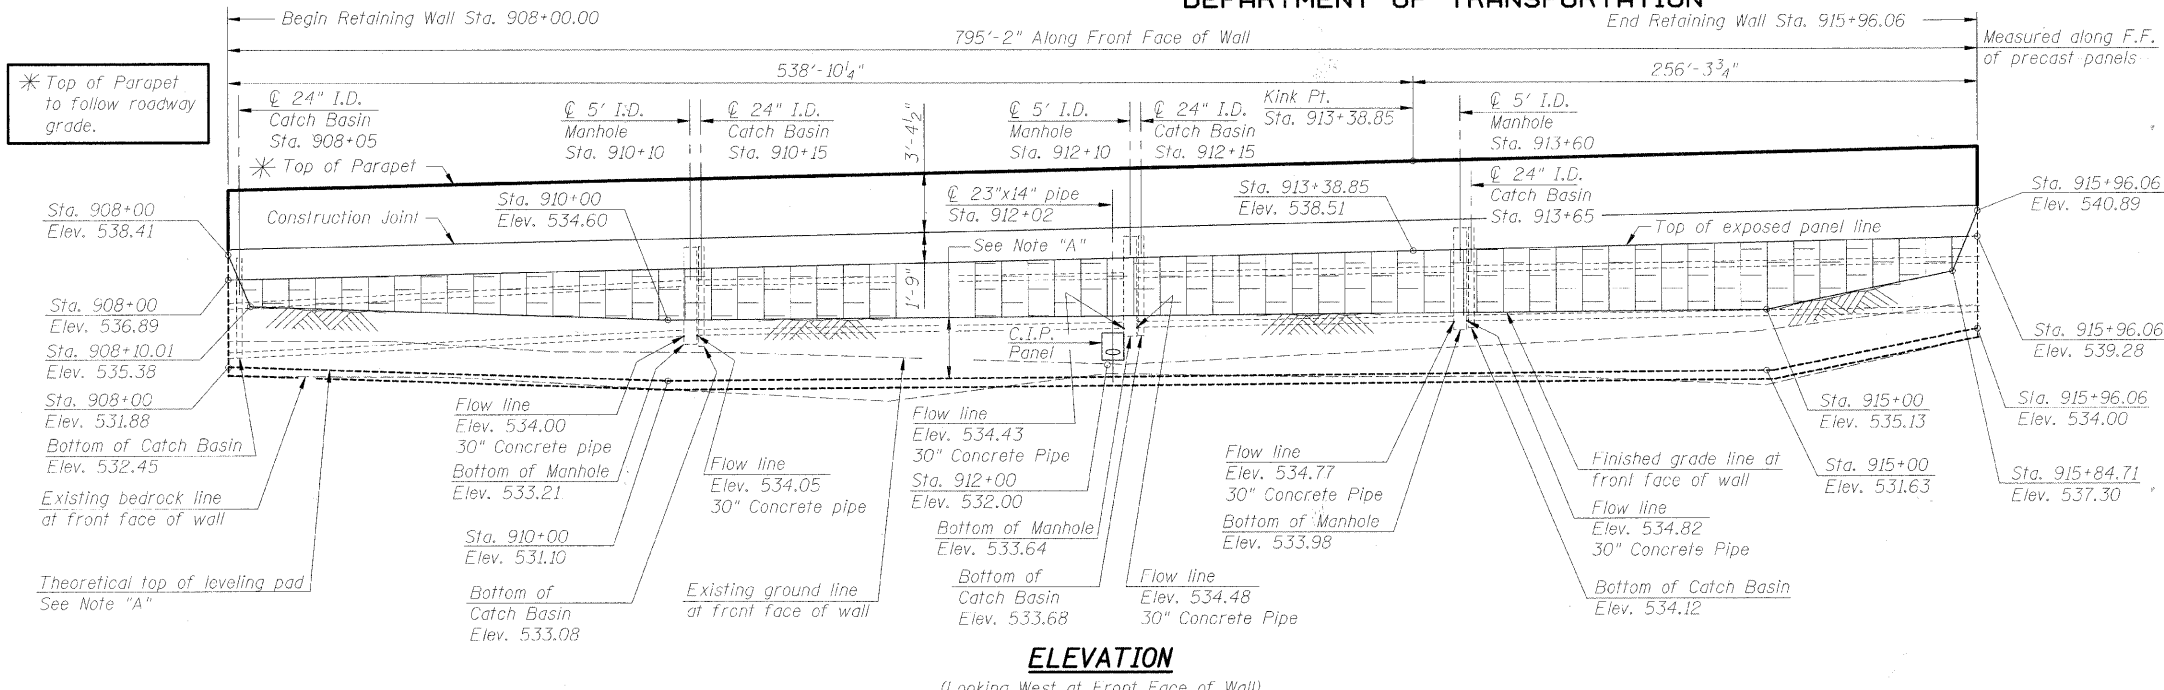 DEPARTMENT OF TRANSPORTATION
Begin Retaining Wall Sta. 908+00.00
End Retaining Wall Sta. 915+96.06
795'-2" Along Front Face of Wall
Measured along F.F.
of precast panels
538'-10¼"
256'-3¾"
* Top of Parapet
to follow roadway
grade.
℄ 24" I.D.
Catch Basin
Sta. 908+05
℄ 5' I.D.
Manhole
Sta. 910+10
℄ 24" I.D.
Catch Basin
Sta. 910+15
3'-4½"
℄ 5' I.D.
Manhole
Sta. 912+10
℄ 24" I.D.
Catch Basin
Sta. 912+15
Kink Pt.
Sta. 913+38.85
℄ 5' I.D.
Manhole
Sta. 913+60
* Top of Parapet
℄ 24" I.D.
Catch Basin
Sta. 913+65
Sta. 908+00
Elev. 538.41
Construction Joint
Sta. 910+00
Elev. 534.60
℄ 23"x14" pipe
Sta. 912+02
Sta. 913+38.85
Elev. 538.51
Sta. 915+96.06
Elev. 540.89
Top of exposed panel line
See Note "A"
1'-9"
Sta. 908+00
Elev. 536.89
Sta. 908+10.01
Elev. 535.38
Sta. 908+00
Elev. 531.88
C.I.P.
Panel
Sta. 915+96.06
Elev. 539.28
Sta. 915+96.06
Elev. 534.00
Sta. 915+00
Elev. 535.13
Bottom of Catch Basin
Elev. 532.45
Flow line
Elev. 534.00
30" Concrete pipe
Bottom of Manhole
Elev. 533.21
Flow line
Elev. 534.05
30" Concrete pipe
Flow line
Elev. 534.43
30" Concrete Pipe
Sta. 912+00
Elev. 532.00
Flow line
Elev. 534.77
30" Concrete Pipe
Bottom of Manhole
Elev. 533.98
Finished grade line at
front face of wall
Sta. 915+00
Elev. 531.63
Sta. 915+84.71
Elev. 537.30
Existing bedrock line
at front face of wall
Flow line
Elev. 534.82
30" Concrete Pipe
Sta. 910+00
Elev. 531.10
Bottom of Manhole
Elev. 533.64
Theoretical top of leveling pad
See Note "A"
Bottom of
Catch Basin
Elev. 533.08
Existing ground line
at front face of wall
Bottom of
Catch Basin
Elev. 533.68
Flow line
Elev. 534.48
30" Concrete Pipe
Bottom of Catch Basin
Elev. 534.12
ELEVATION
(Looking West at Front Face of Wall)